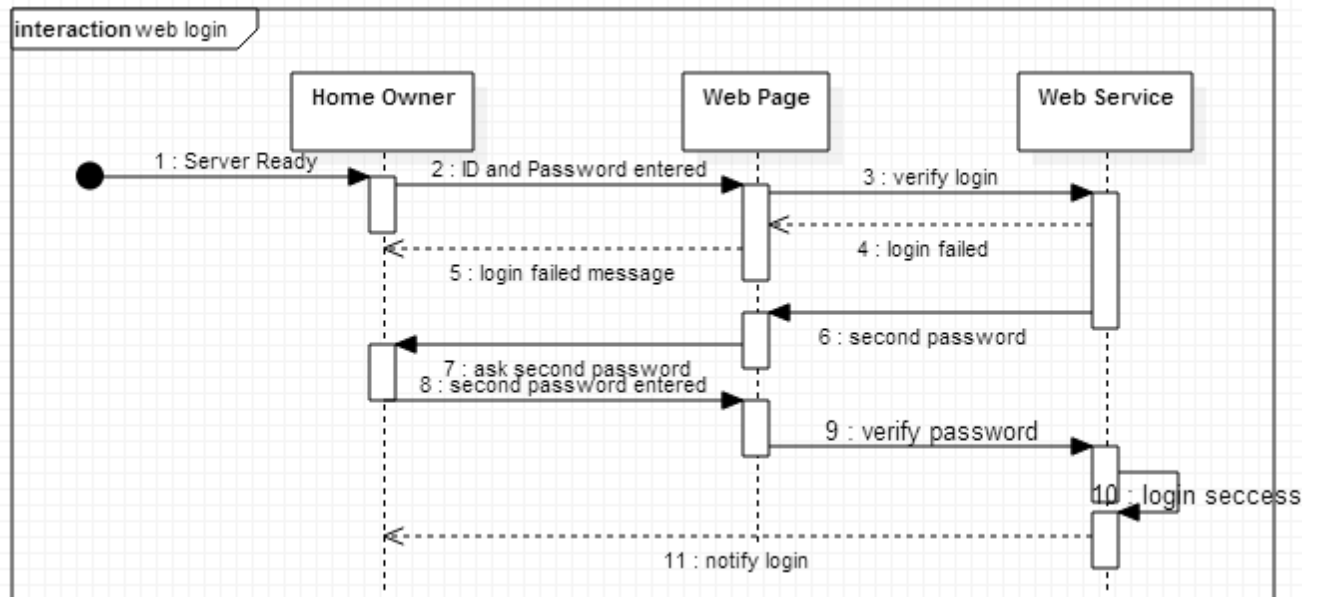 interaction web login
Home Owner
Web Page
Web Service
1 : Server Ready
2 : ID and Password entered
3 : verify login
4 : login failed
5 : login failed message
6 : second password
7 : ask second password
8 : second password entered
9 : verify password
10 : login seccess
11 : notify login